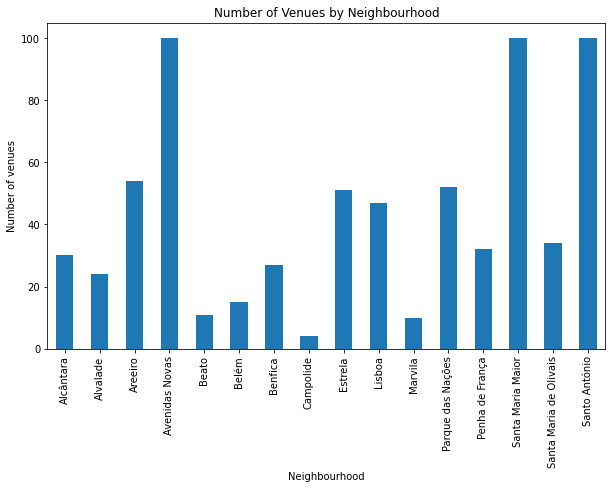 Number of Venues by Neighbourhood
Number of venues
100
80
60
40
20
0
Alcântara
Alvalade
Areeiro
Avenidas Novas
Beato
Belém
Benfica
Campolide
Estrela
Lisboa
Marvila
Parque das Nações
Penha de França
Santa Maria Maior
Santa Maria de Olivais
Santo António
Neighbourhood